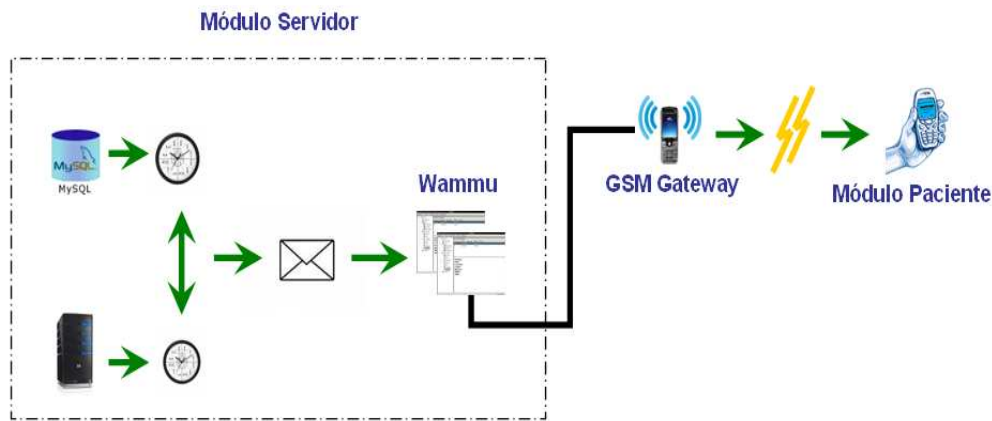 Módulo Servidor
MySQL
MySQL
Wammu
GSM Gateway
Módulo Paciente